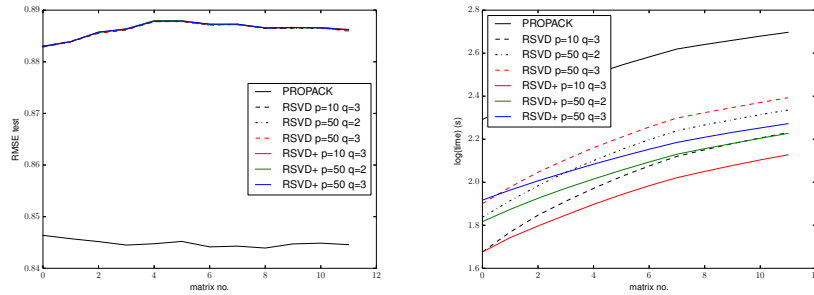 0.89
0.88
0.87
0.86
0.85
0.84
RMSE test
PROPACK
RSVD p=10 q=3
RSVD p=50 q=2
RSVD p=50 q=3
RSVD+ p=10 q=3
RSVD+ p=50 q=2
RSVD+ p=50 q=3
0 2 4 6 8 10 12
matrix no.
2.8
2.6
2.4
2.2
2.0
1.8
1.6
log(time) (s)
PROPACK
RSVD p=10 q=3
RSVD p=50 q=2
RSVD p=50 q=3
RSVD+ p=10 q=3
RSVD+ p=50 q=2
RSVD+ p=50 q=3
0 2 4 6 8 10 12
matrix no.